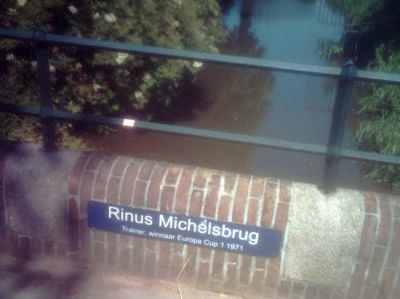 Rinus Michelsbrug
Trainer, winnaar Europa Cup 1 1971